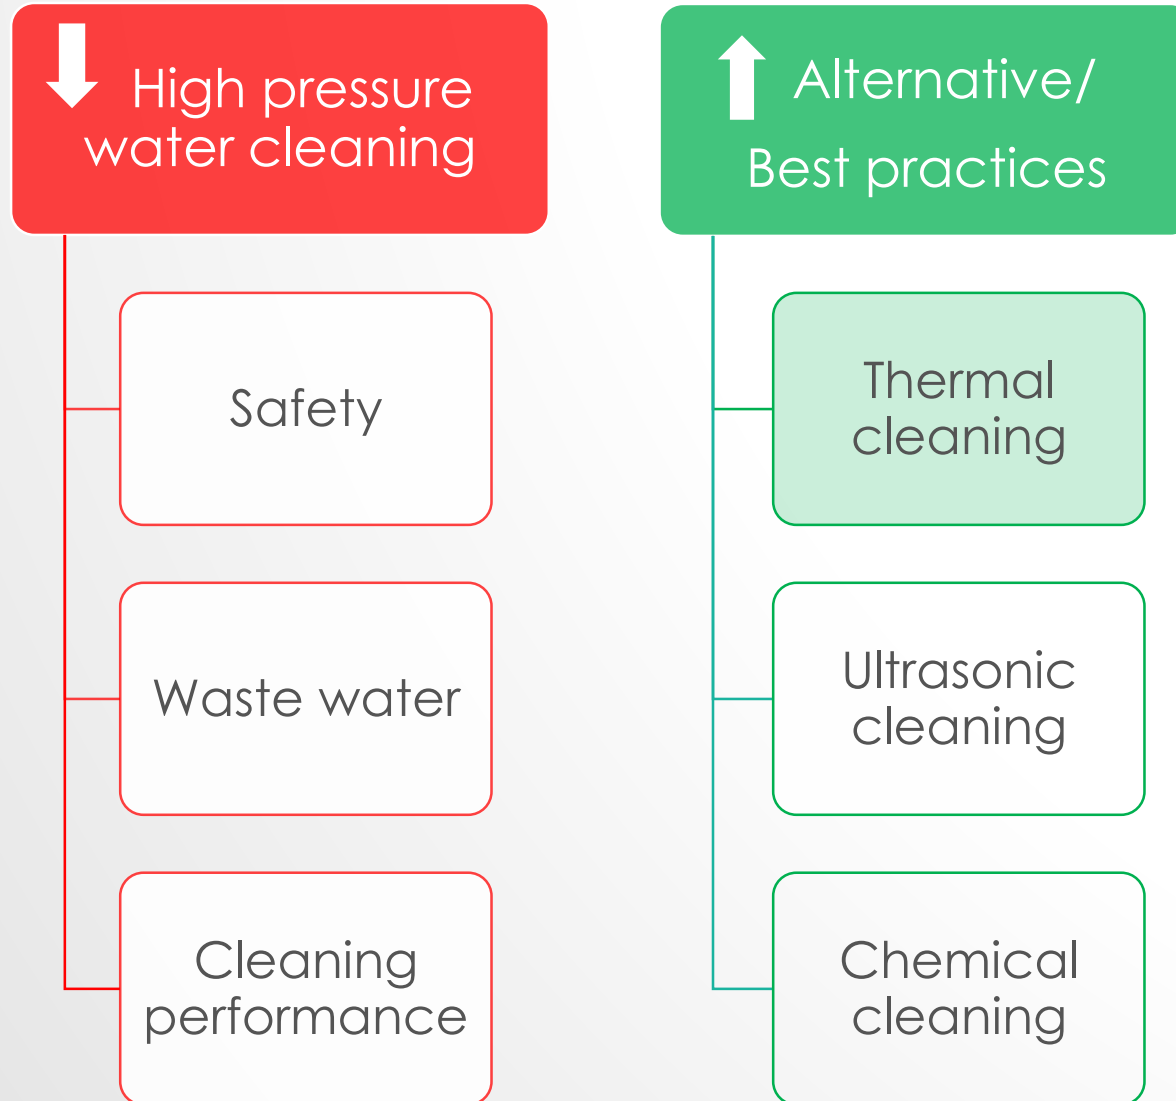 High pressure
water cleaning
Safety
Waste water
Cleaning
performance
Alternative/
Best practices
Thermal
cleaning
Ultrasonic
cleaning
Chemical
cleaning